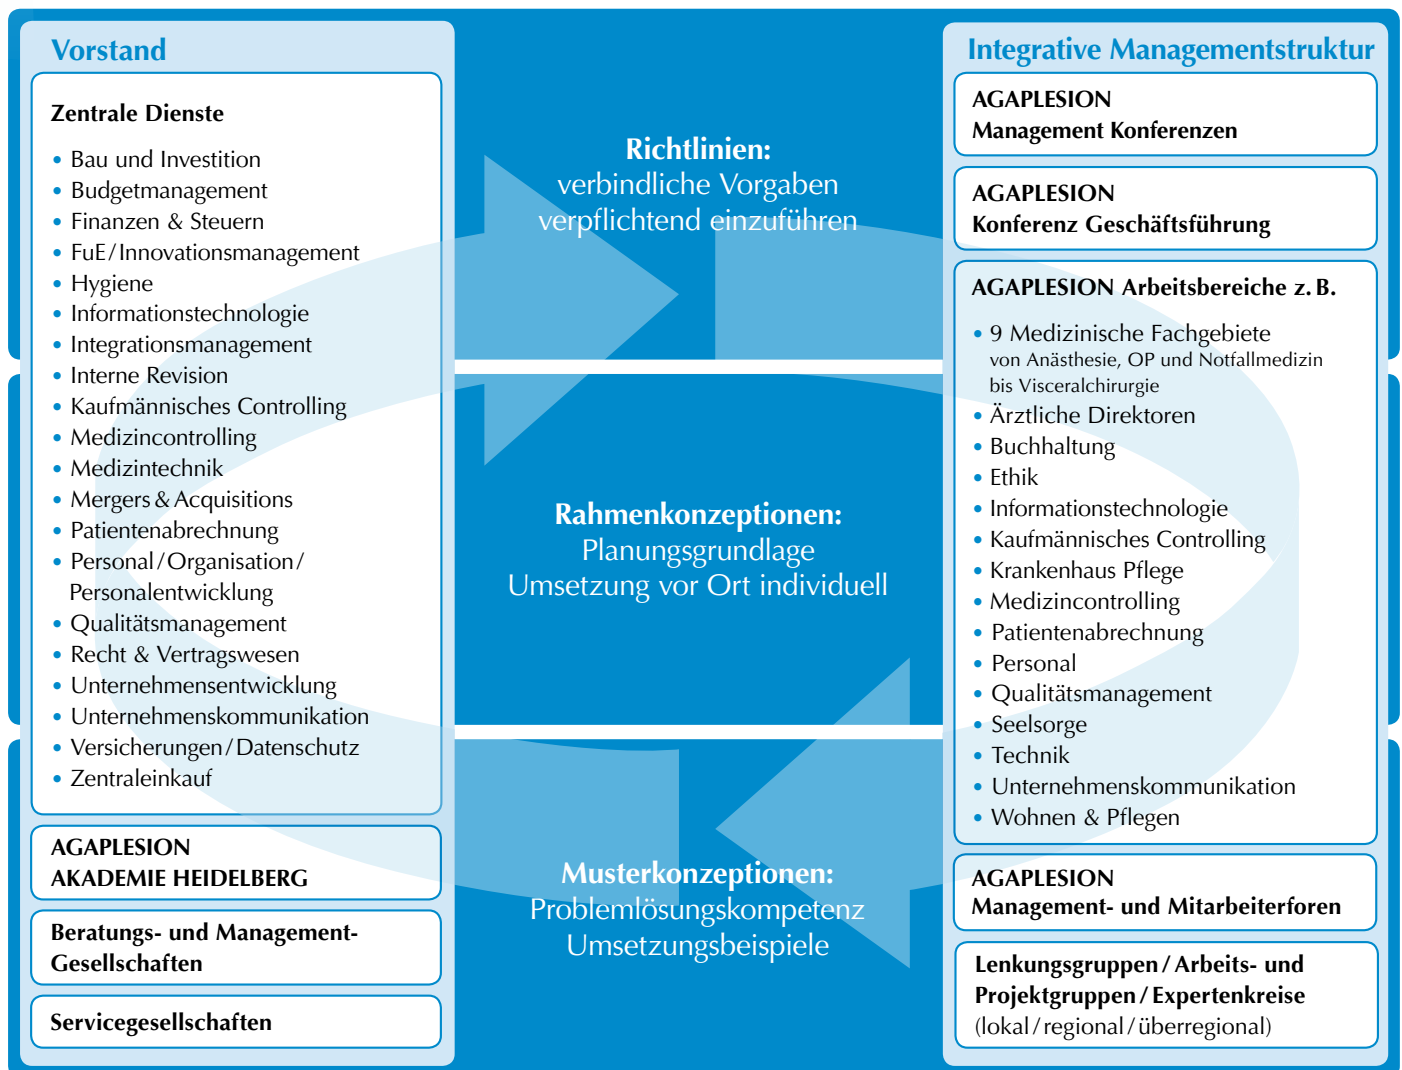 Vorstand
Zentrale Dienste
• Bau und Investition
• Budgetmanagement
• Finanzen & Steuern
• FuE/Innovationsmanagement
• Hygiene
• Informationstechnologie
• Integrationsmanagement
• Interne Revision
• Kaufmännisches Controlling
• Medizincontrolling
• Medizintechnik
• Mergers & Acquisitions
• Patientenabrechnung
• Personal/Organisation/
Personalentwicklung
• Qualitätsmanagement
• Recht & Vertragswesen
• Unternehmensentwicklung
• Unternehmenskommunikation
• Versicherungen/Datenschutz
• Zentraleinkauf
AGAPLESION
AKADEMIE HEIDELBERG
Beratungs- und Management-
Gesellschaften
Servicegesellschaften
Richtlinien:
verbindliche Vorgaben
verpflichtend einzuführen
Rahmenkonzeptionen:
Planungsgrundlage
Umsetzung vor Ort individuell
Musterkonzeptionen:
Problemlösungskompetenz
Umsetzungsbeispiele
Integrative Managementstruktur
AGAPLESION
Management Konferenzen
AGAPLESION
Konferenz Geschäftsführung
AGAPLESION Arbeitsbereiche z. B.
• 9 Medizinische Fachgebiete
von Anästhesie, OP und Notfallmedizin
bis Visceralchirurgie
• Ärztliche Direktoren
• Buchhaltung
• Ethik
• Informationstechnologie
• Kaufmännisches Controlling
• Krankenhaus Pflege
• Medizincontrolling
• Patientenabrechnung
• Personal
• Qualitätsmanagement
• Seelsorge
• Technik
• Unternehmenskommunikation
• Wohnen & Pflegen
AGAPLESION
Management- und Mitarbeiterforen
Lenkungsgruppen/Arbeits- und
Projektgruppen/Expertenkreise
(lokal/regional/überregional)